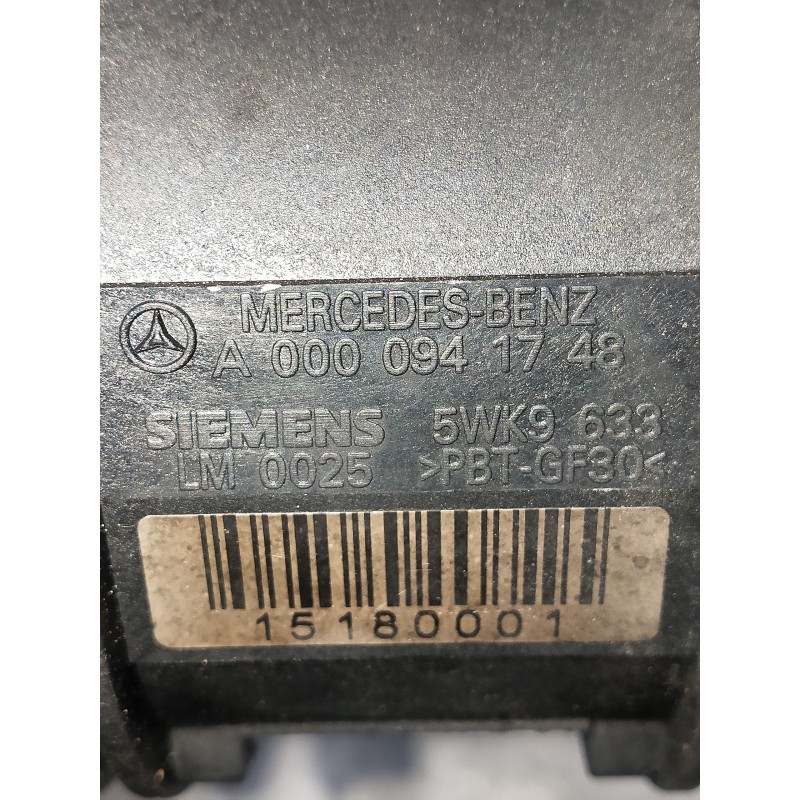 MERCEDES-BENZ
A 000 094 17 48
SIEMENS 5WK9 633
LM 0025 >PBT-GF30<
15180001